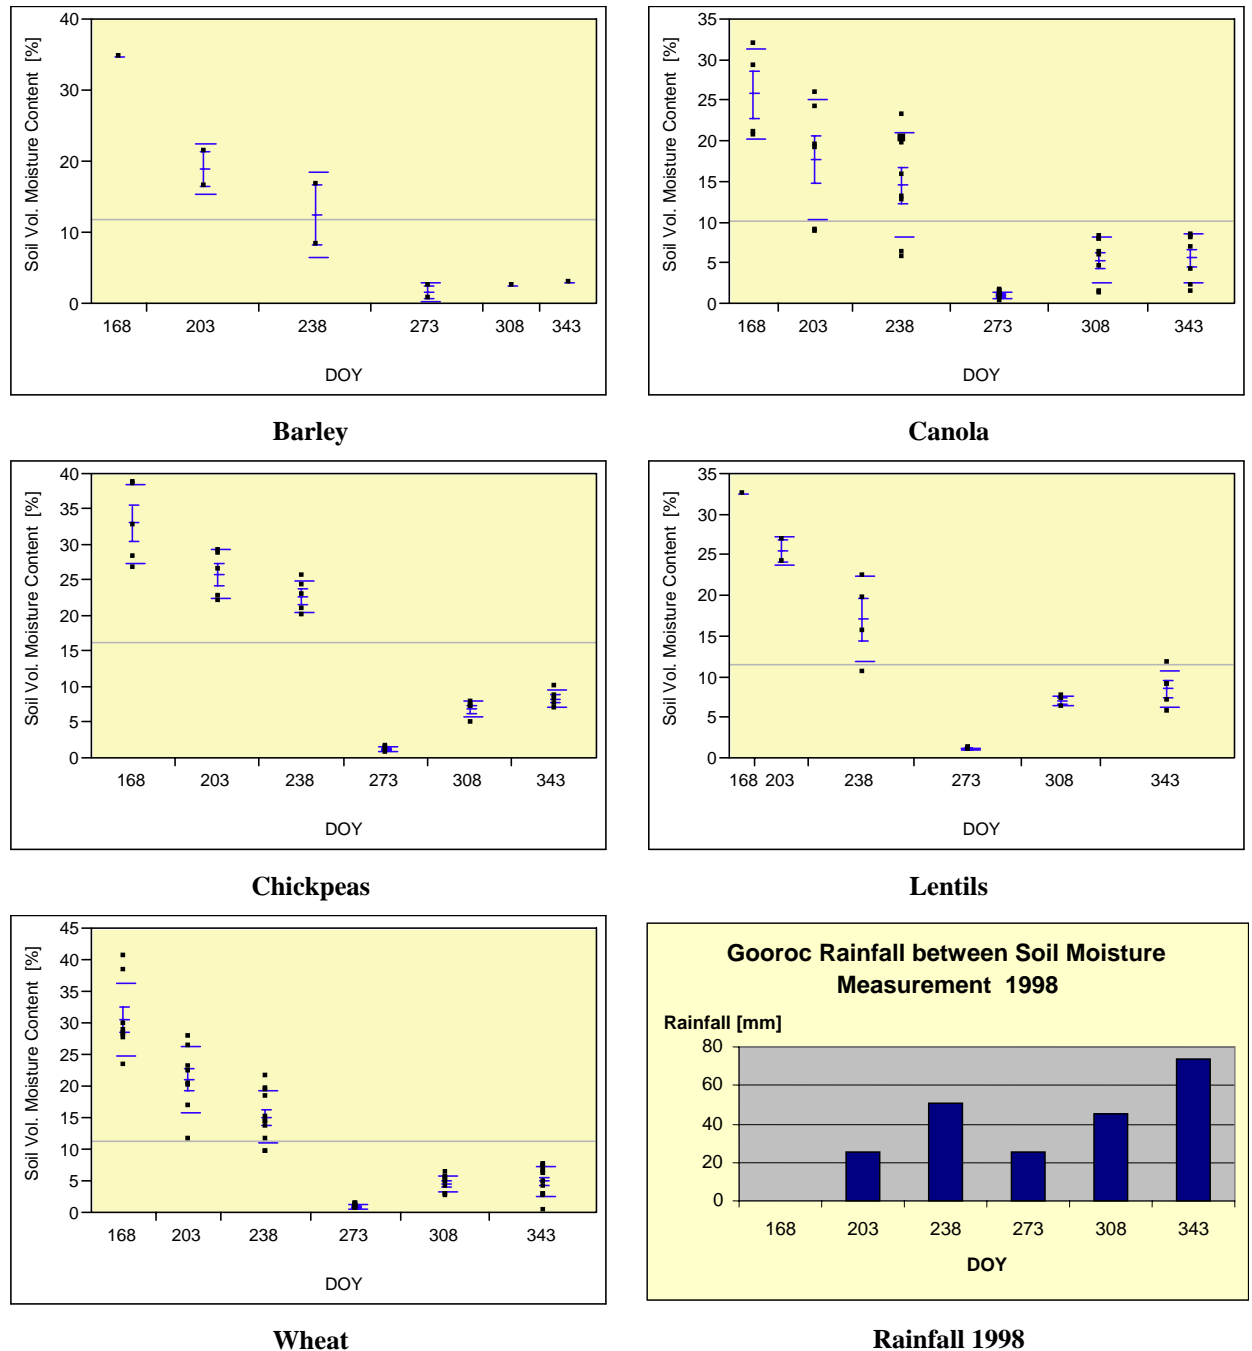 40
30
20
10
0
Soil Vol. Moisture Content [%]
168 203 238 273 308 343
DOY
Barley
35
30
25
20
15
10
5
0
Soil Vol. Moisture Content [%]
168 203 238 273 308 343
DOY
Canola
40
35
30
25
20
15
10
5
0
Soil Vol. Moisture Content [%]
168 203 238 273 308 343
DOY
Chickpeas
35
30
25
20
15
10
5
0
Soil Vol. Moisture Content [%]
168 203 238 273 308 343
DOY
Lentils
45
40
35
30
25
20
15
10
5
0
Soil Vol. Moisture Content [%]
168 203 238 273 308 343
DOY
Wheat
Gooroc Rainfall between Soil Moisture
Measurement 1998
Rainfall [mm]
80
60
40
20
0
168 203 238 273 308 343
DOY
Rainfall 1998